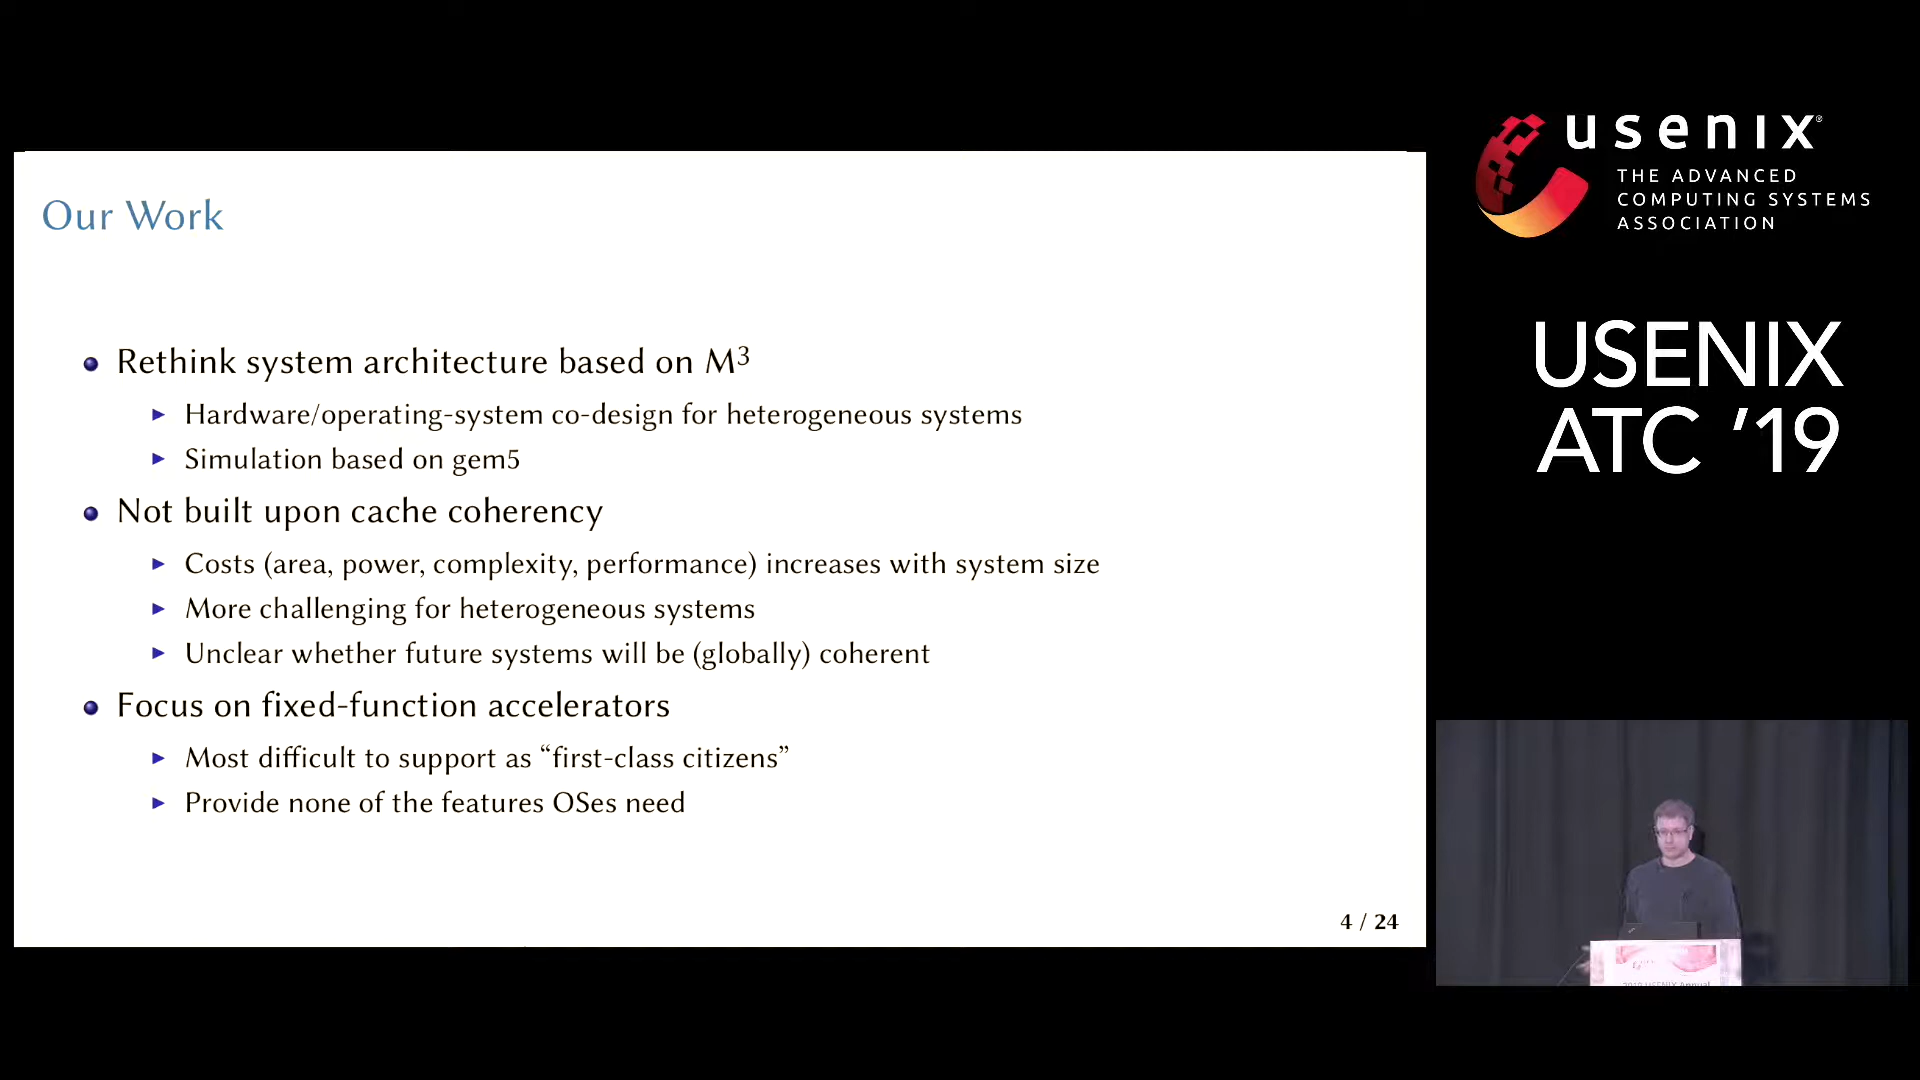 Our Work
Rethink system architecture based on M³
Hardware/operating-system co-design for heterogeneous systems
Simulation based on gem5
Not built upon cache coherency
Costs (area, power, complexity, performance) increases with system size
More challenging for heterogeneous systems
Unclear whether future systems will be (globally) coherent
Focus on fixed-function accelerators
Most difficult to support as “first-class citizens”
Provide none of the features OSes need
4 / 24
usenix®
THE ADVANCED
COMPUTING SYSTEMS
ASSOCIATION
USENIX
ATC ’19